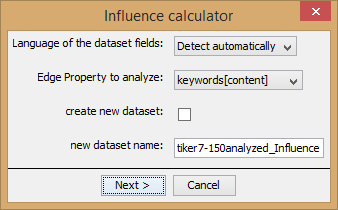 Influence calculator
Language of the dataset fields: Detect automatically
Edge Property to analyze: keywords[content]
create new dataset:
new dataset name: tiker7-150analyzed_Influence
Next > Cancel